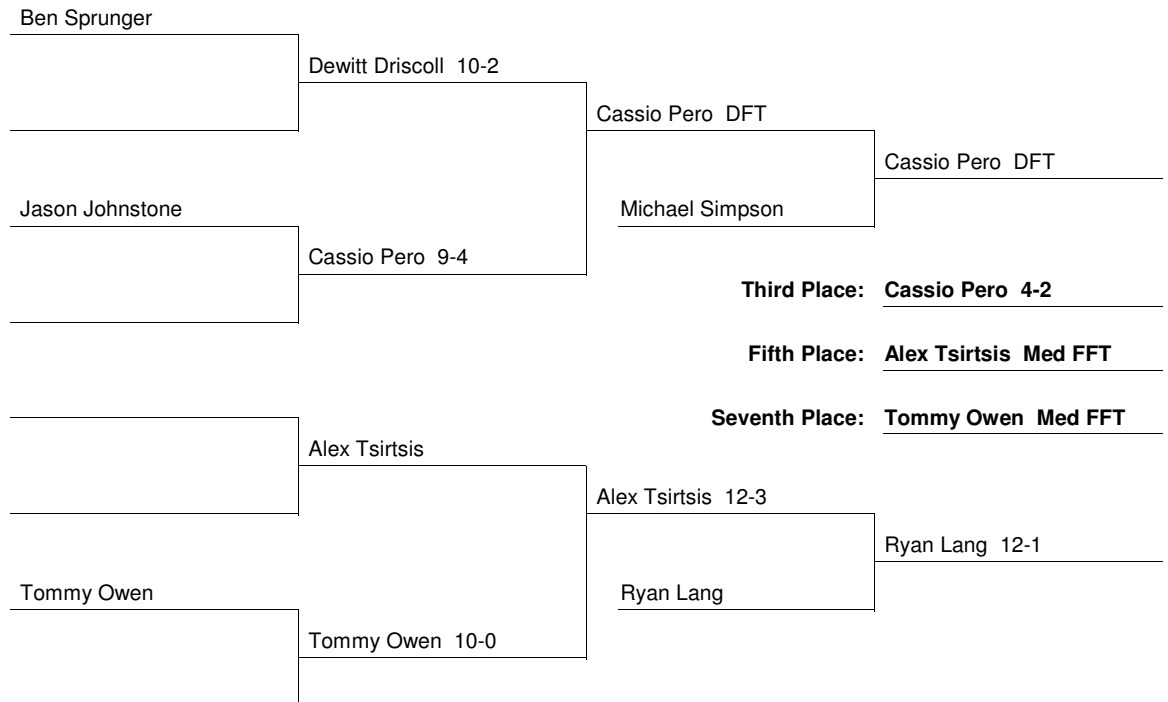 Ben Sprunger
Dewitt Driscoll 10-2
Cassio Pero DFT
Cassio Pero DFT
Jason Johnstone
Michael Simpson
Cassio Pero 9-4
Third Place: Cassio Pero 4-2
Fifth Place: Alex Tsirtsis Med FFT
Seventh Place: Tommy Owen Med FFT
Alex Tsirtsis
Alex Tsirtsis 12-3
Ryan Lang 12-1
Tommy Owen
Ryan Lang
Tommy Owen 10-0